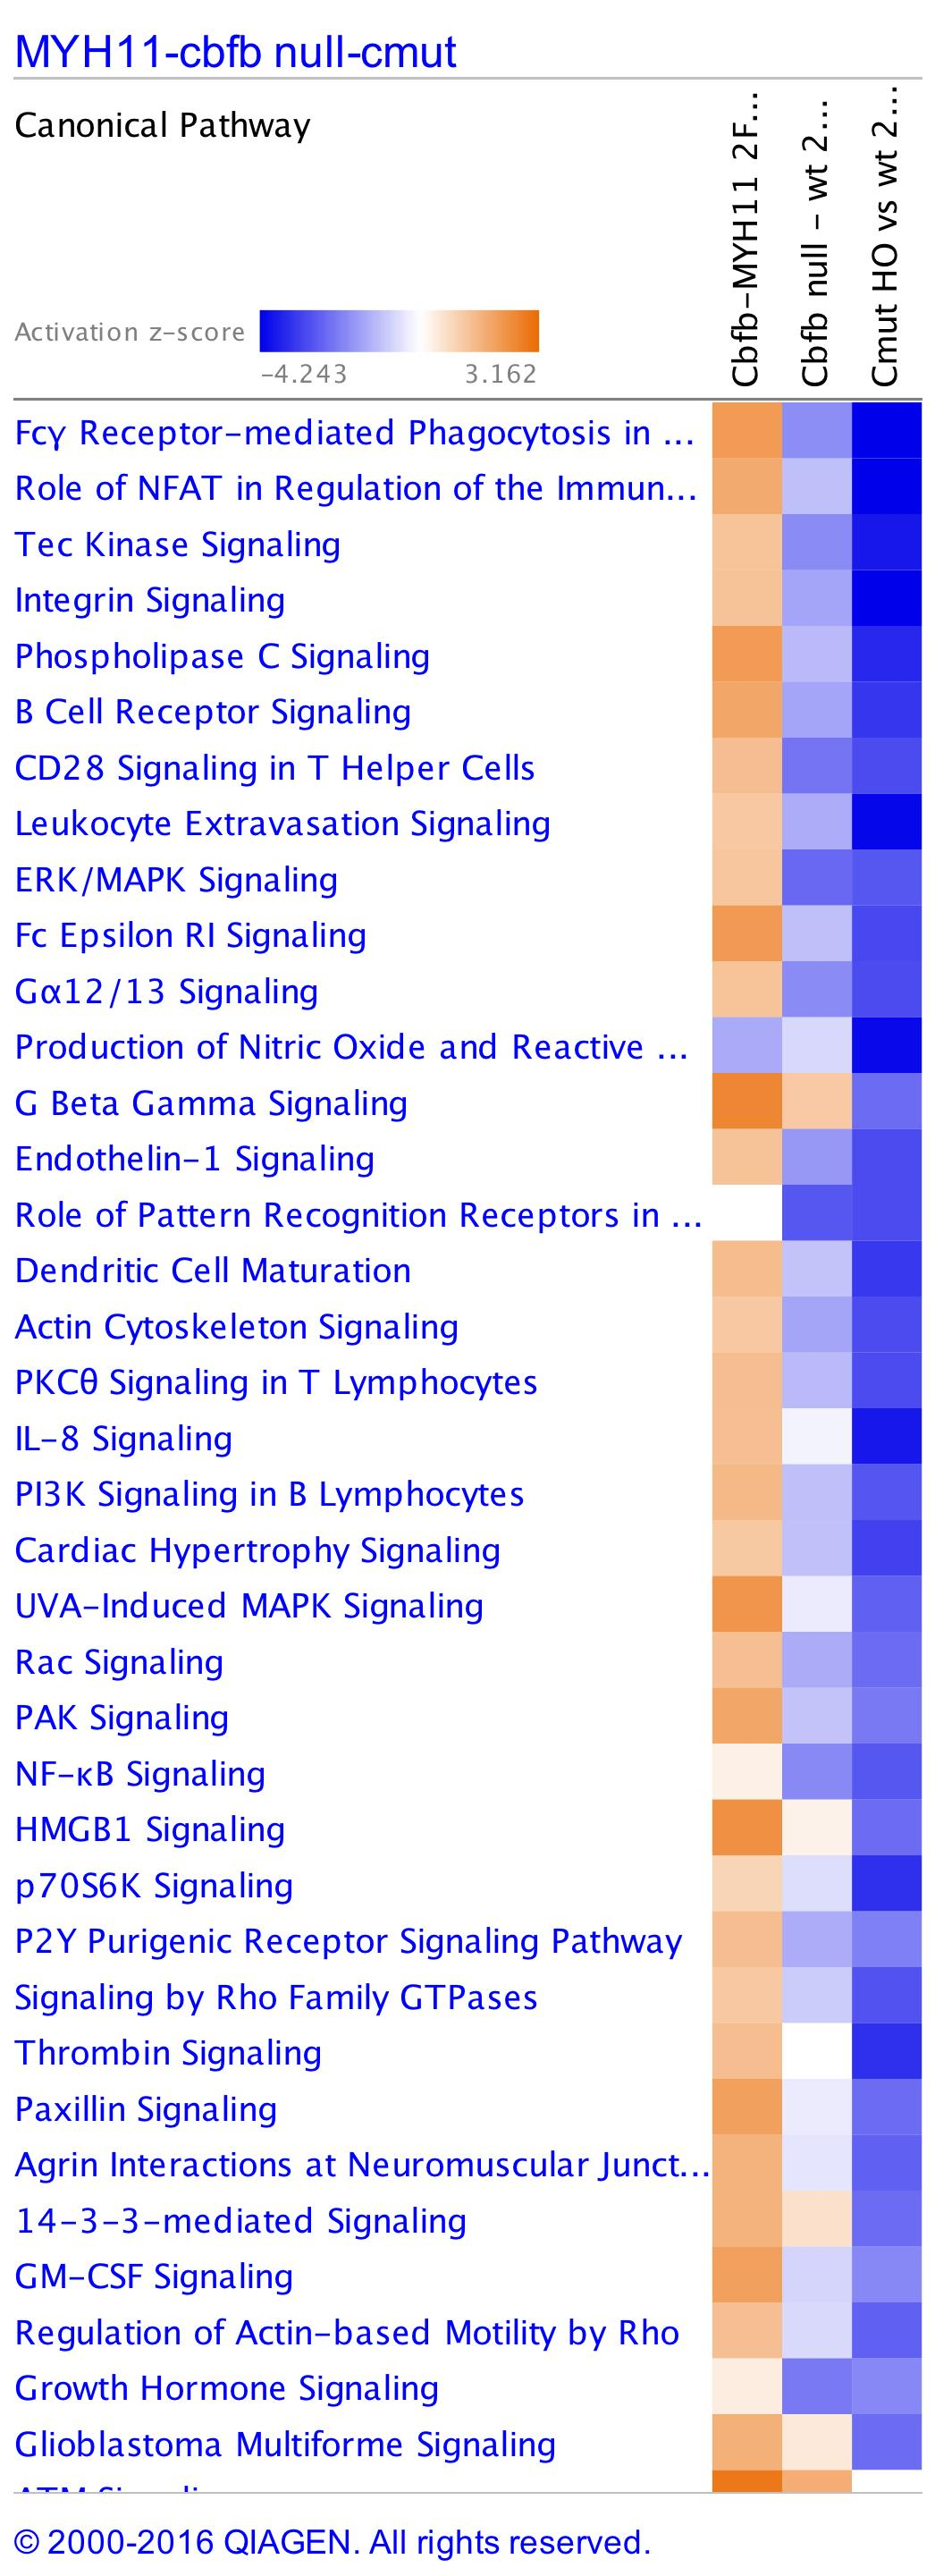 MYH11-cbfb null-cmut
Canonical Pathway
Cbfb-MYH11 2F...
Cbfb null - wt 2...
Cmut HO vs wt 2...
Activation z-score
-4.243 3.162
Fcγ Receptor-mediated Phagocytosis in ...
Role of NFAT in Regulation of the Immun...
Tec Kinase Signaling
Integrin Signaling
Phospholipase C Signaling
B Cell Receptor Signaling
CD28 Signaling in T Helper Cells
Leukocyte Extravasation Signaling
ERK/MAPK Signaling
Fc Epsilon RI Signaling
Gα12/13 Signaling
Production of Nitric Oxide and Reactive ...
G Beta Gamma Signaling
Endothelin-1 Signaling
Role of Pattern Recognition Receptors in ...
Dendritic Cell Maturation
Actin Cytoskeleton Signaling
PKCθ Signaling in T Lymphocytes
IL-8 Signaling
PI3K Signaling in B Lymphocytes
Cardiac Hypertrophy Signaling
UVA-Induced MAPK Signaling
Rac Signaling
PAK Signaling
NF-κB Signaling
HMGB1 Signaling
p70S6K Signaling
P2Y Purigenic Receptor Signaling Pathway
Signaling by Rho Family GTPases
Thrombin Signaling
Paxillin Signaling
Agrin Interactions at Neuromuscular Junct...
14-3-3-mediated Signaling
GM-CSF Signaling
Regulation of Actin-based Motility by Rho
Growth Hormone Signaling
Glioblastoma Multiforme Signaling
ATM Signaling
© 2000-2016 QIAGEN. All rights reserved.